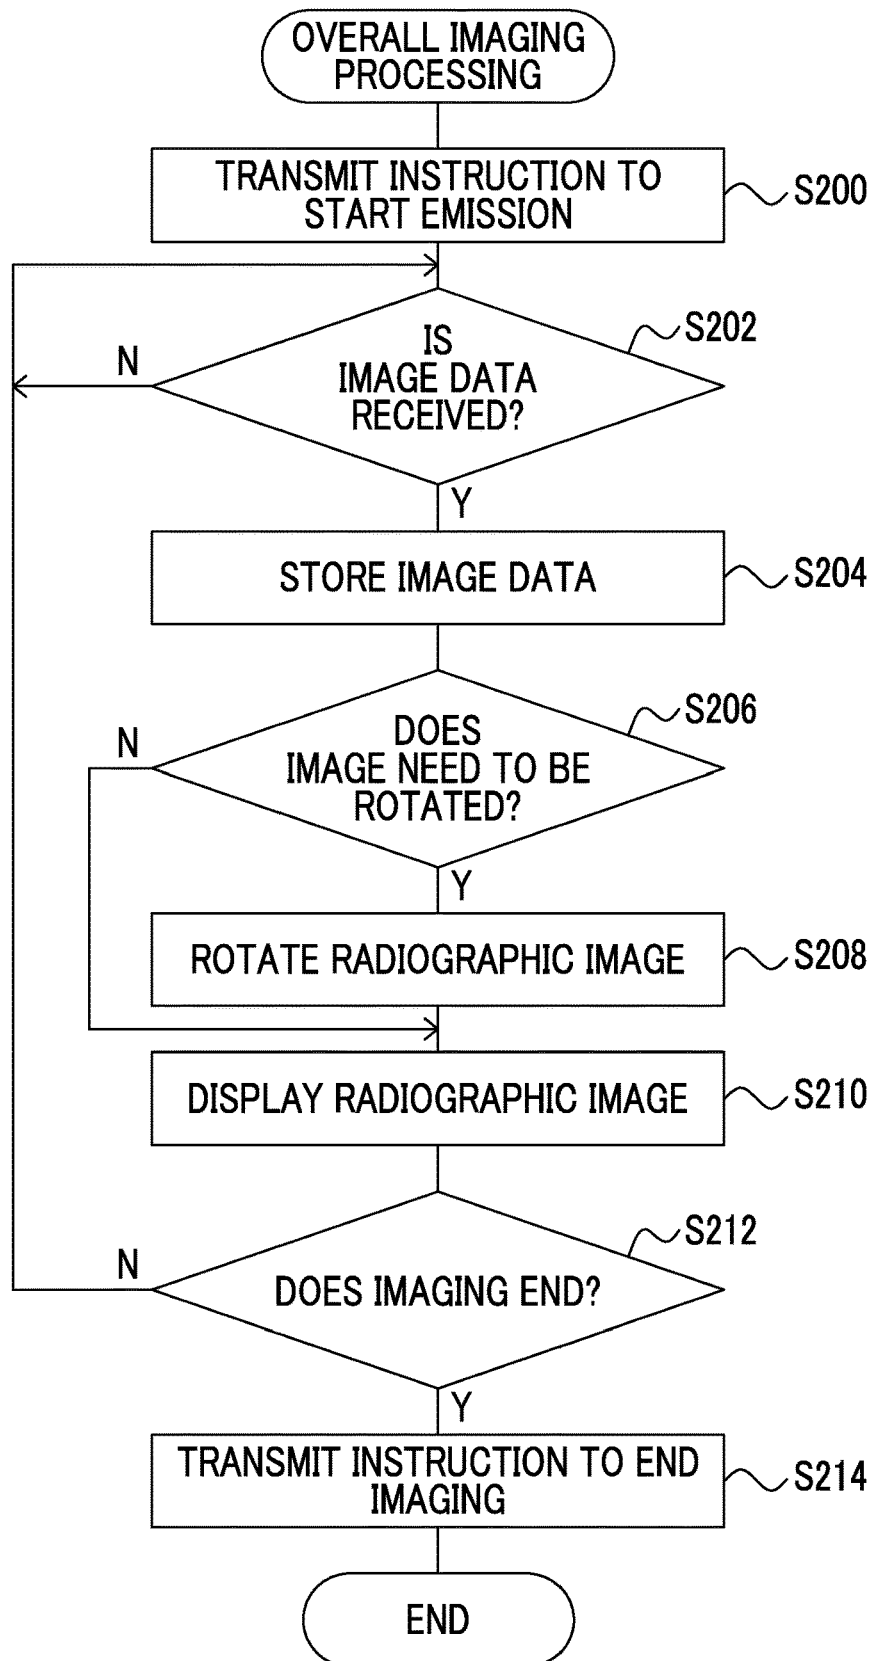 OVERALL IMAGING
PROCESSING
TRANSMIT INSTRUCTION TO
START EMISSION
S200
IS
IMAGE DATA
RECEIVED?
S202
N
Y
STORE IMAGE DATA
S204
DOES
IMAGE NEED TO BE
ROTATED?
S206
N
Y
ROTATE RADIOGRAPHIC IMAGE
S208
DISPLAY RADIOGRAPHIC IMAGE
S210
DOES IMAGING END?
S212
N
Y
TRANSMIT INSTRUCTION TO END
IMAGING
S214
END